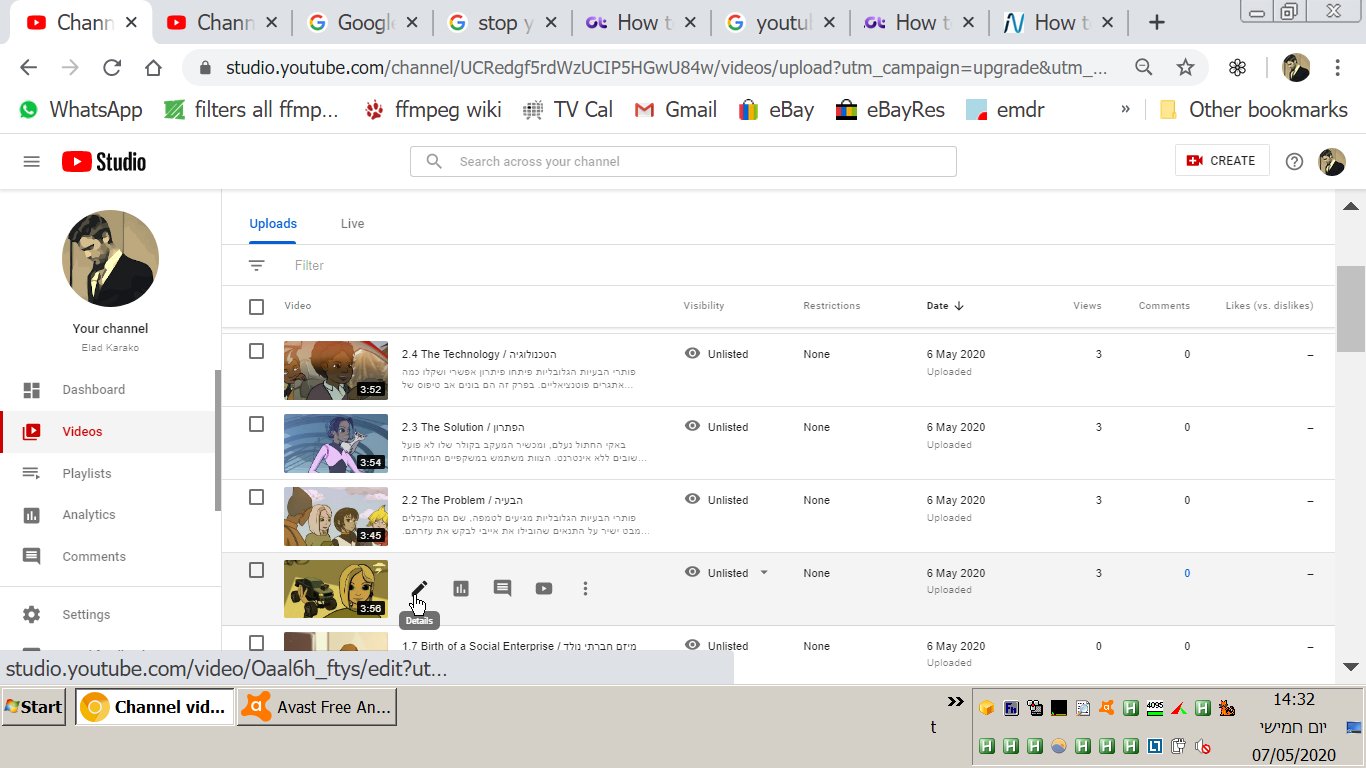 Chann
Chann
Google
stop y
How to
youtu
How to
How to
studio.youtube.com/channel/UCRedgf5rdWzUCIP5HGwU84w/videos/upload?utm_campaign=upgrade&utm_...
WhatsApp
filters all ffmp...
ffmpeg wiki
TV Cal
Gmail
eBay
eBayRes
emdr
»
Other bookmarks
Studio
Search across your channel
CREATE
Your channel
Elad Karako
Dashboard
Videos
Playlists
Analytics
Comments
Settings
Uploads
Live
Filter
Video
Visibility
Restrictions
Date
Views
Comments
Likes (vs. dislikes)
3:52
2.4 The Technology / הטכנולוגיה
פותרי הבעיות הגלובליות פיתחו פיתרון אפשרי ושקלו כמה
אתגרים פוטנציאליים. בפרק זה הם בונים אב טיפוס של...
Unlisted
None
6 May 2020
Uploaded
3
0
–
3:54
2.3 The Solution / הפתרון
באקי החתול נעלם, ומכשיר המעקב בקולר שלו לא פועל
שובים ללא אינטרנט. הצוות משתמש במשקפיים המיוחדות...
Unlisted
None
6 May 2020
Uploaded
3
0
–
3:45
2.2 The Problem / הבעיה
פותרי הבעיות הגלובליות מגיעים לטמפה, שם הם מקבלים
מבט ישיר על התנאים שהובילו את אייבי לבקש את עזרתם...
Unlisted
None
6 May 2020
Uploaded
3
0
–
3:56
Details
Unlisted
None
6 May 2020
Uploaded
3
0
–
1.7 Birth of a Social Enterprise / מיזם חברתי נולד
Unlisted
None
6 May 2020
Uploaded
0
0
–
studio.youtube.com/video/Oaal6h_ftys/edit?ut...
Start
Channel vid...
Avast Free An...
»
t
4095
14:32
יום חמישי
07/05/2020